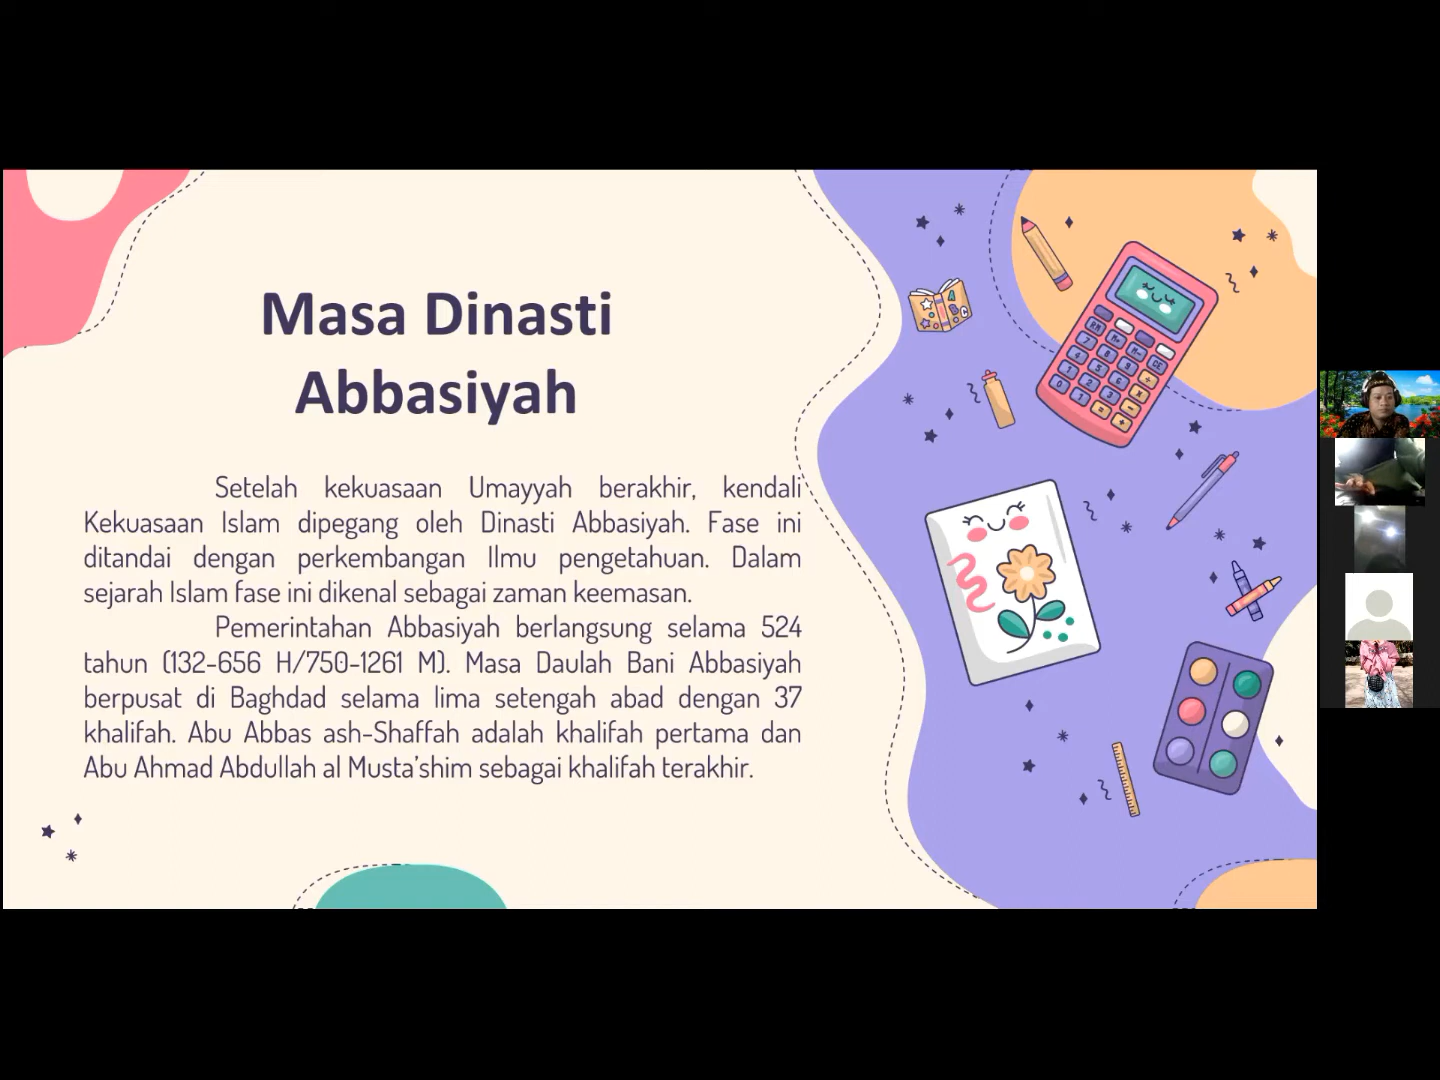 Masa Dinasti
Abbasiyah
Setelah kekuasaan Umayyah berakhir, kendali
Kekuasaan Islam dipegang oleh Dinasti Abbasiyah. Fase ini
ditandai dengan perkembangan Ilmu pengetahuan. Dalam
sejarah Islam fase ini dikenal sebagai zaman keemasan.
Pemerintahan Abbasiyah berlangsung selama 524
tahun (132-656 H/750-1261 M). Masa Daulah Bani Abbasiyah
berpusat di Baghdad selama lima setengah abad dengan 37
khalifah. Abu Abbas ash-Shaffah adalah khalifah pertama dan
Abu Ahmad Abdullah al Musta'shim sebagai khalifah terakhir.